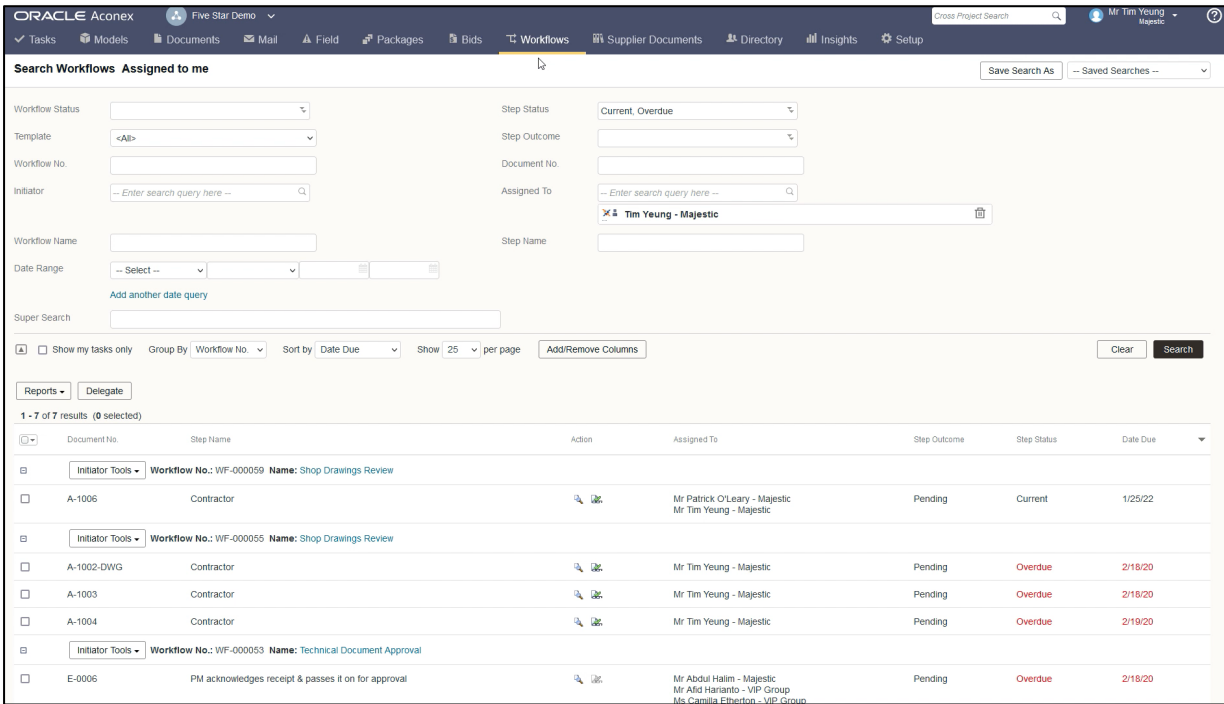 ORACLE Aconex Five Star Demo Cross Project Search Mr Tim Yeung
Majestic
Tasks Models Documents Mail Field Packages Bids Workflows Supplier Documents Directory Insights Setup
Search Workflows Assigned to me Save Search As -- Saved Searches --
Workflow Status Step Status Current, Overdue
Template <All> Step Outcome
Workflow No. Document No.
Initiator -- Enter search query here -- Assigned To -- Enter search query here --
Tim Yeung - Majestic
Workflow Name Step Name
Date Range -- Select --
Add another date query
Super Search
Show my tasks only Group By Workflow No. Sort by Date Due Show 25 per page Add/Remove Columns Clear Search
Reports Delegate
1 - 7 of 7 results (0 selected)
Document No. Step Name Action Assigned To Step Outcome Step Status Date Due
Initiator Tools Workflow No.: WF-000059 Name: Shop Drawings Review
A-1006 Contractor Mr Patrick O'Leary - Majestic Pending Current 1/25/22
Mr Tim Yeung - Majestic
Initiator Tools Workflow No.: WF-000055 Name: Shop Drawings Review
A-1002-DWG Contractor Mr Tim Yeung - Majestic Pending Overdue 2/18/20
A-1003 Contractor Mr Tim Yeung - Majestic Pending Overdue 2/18/20
A-1004 Contractor Mr Tim Yeung - Majestic Pending Overdue 2/19/20
Initiator Tools Workflow No.: WF-000053 Name: Technical Document Approval
E-0006 PM acknowledges receipt & passes it on for approval Mr Abdul Halim - Majestic Pending Overdue 2/18/20
Mr Afid Harianto - VIP Group
Ms Camilla Etherton - VIP Group